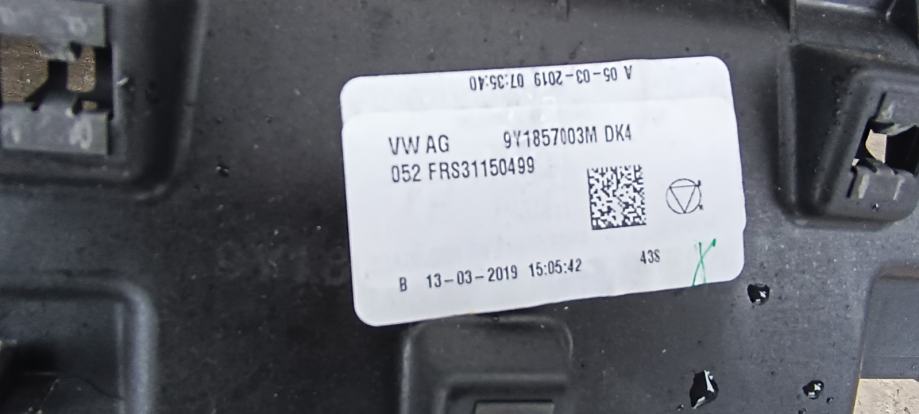 A 05-03-2019 07:35:40
VW AG 9Y1857003M DK4
052 FRS31150499
B 13-03-2019 15:05:42 43S